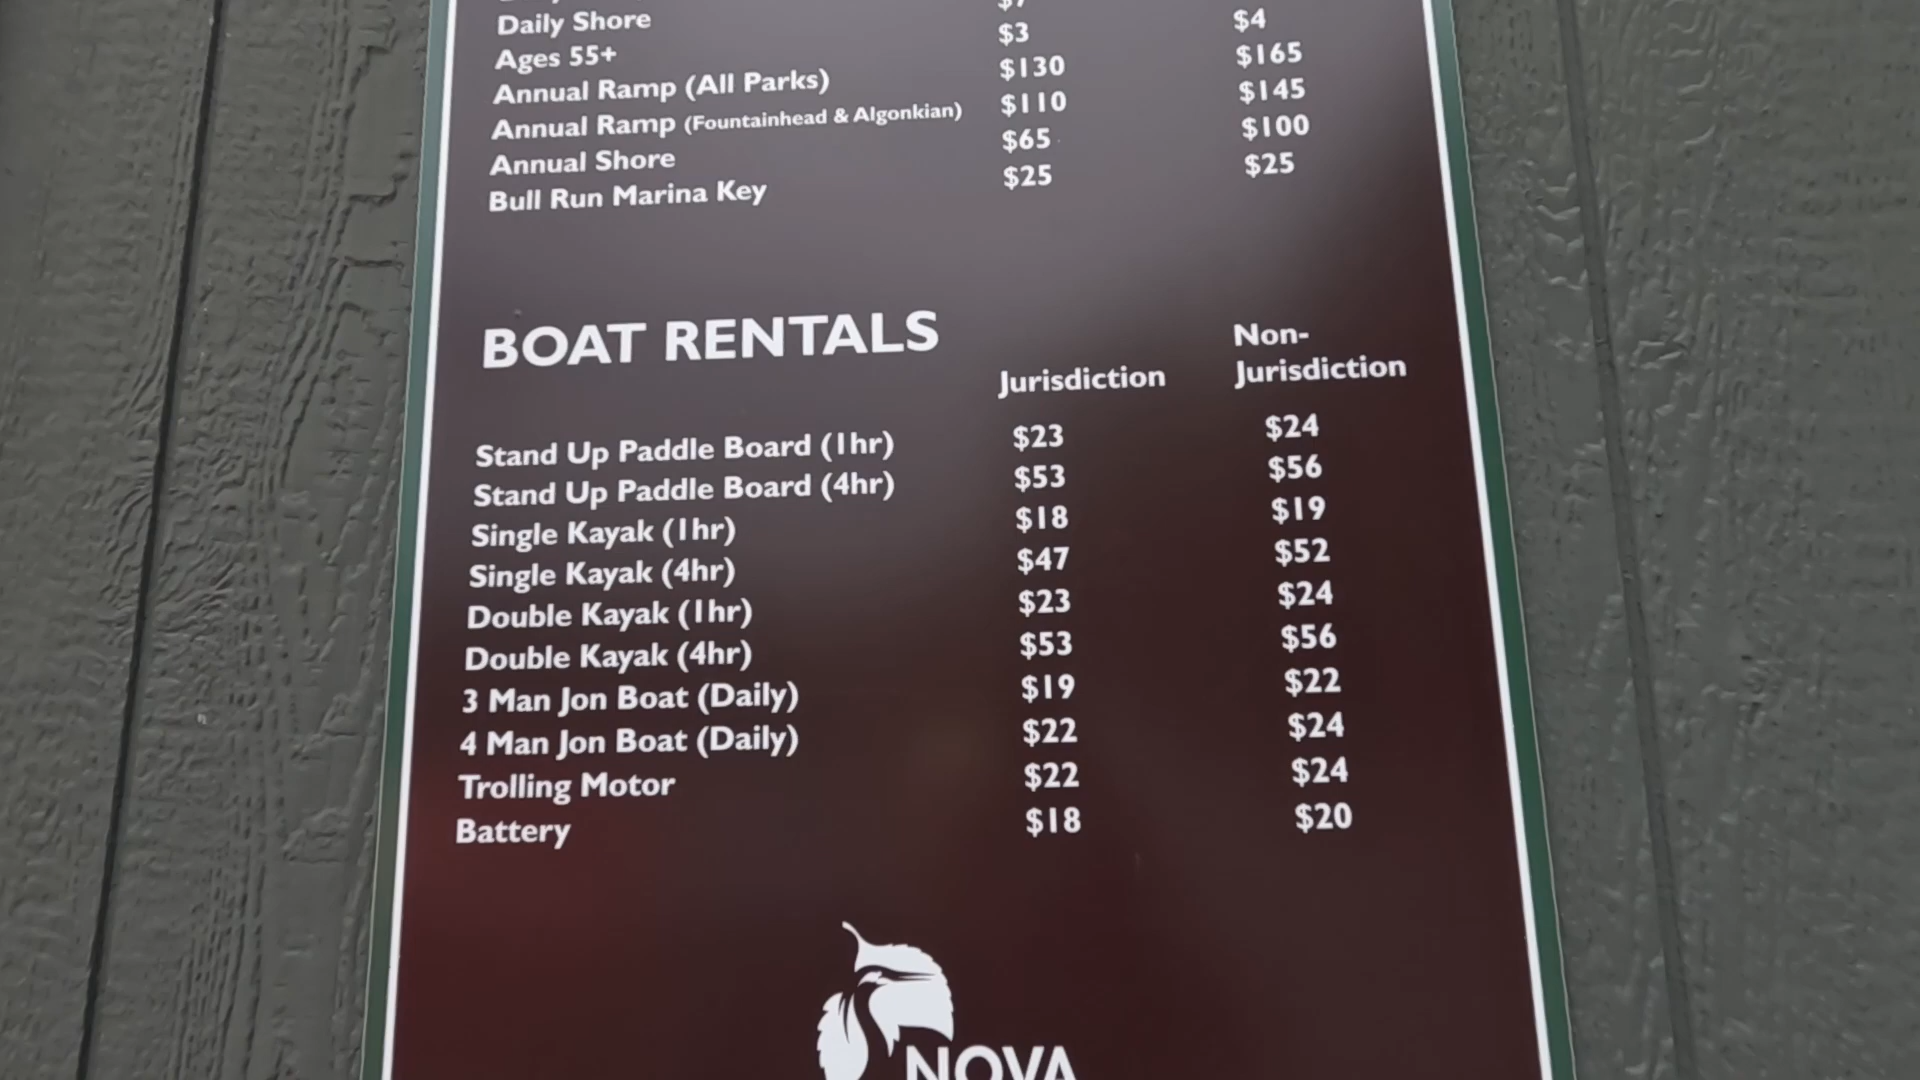 Daily Shore $4
Ages 55+ $3 $165
Annual Ramp (All Parks) $130 $145
Annual Ramp (Fountainhead & Algonkian) $110 $100
Annual Shore $65 $25
Bull Run Marina Key $25
BOAT RENTALS
Jurisdiction Non-
Jurisdiction
Stand Up Paddle Board (1hr) $23 $24
Stand Up Paddle Board (4hr) $53 $56
Single Kayak (1hr) $18 $19
Single Kayak (4hr) $47 $52
Double Kayak (1hr) $23 $24
Double Kayak (4hr) $53 $56
3 Man Jon Boat (Daily) $19 $22
4 Man Jon Boat (Daily) $22 $24
Trolling Motor $22 $24
Battery $18 $20
NOVA